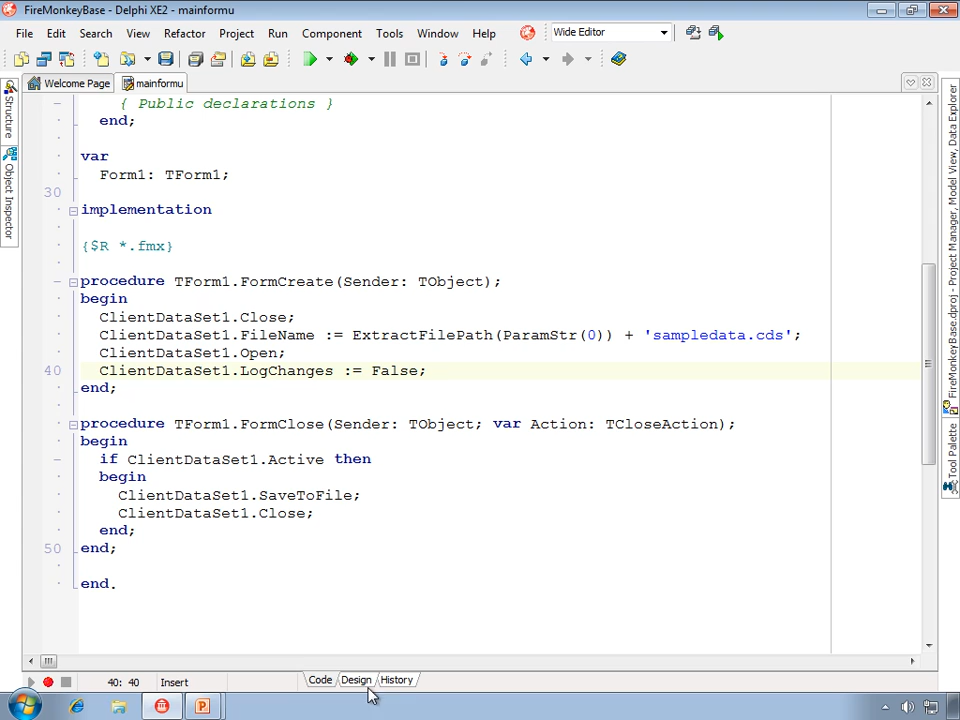 FireMonkeyBase - Delphi XE2 - mainformu
File Edit Search View Refactor Project Run Component Tools Window Help Wide Editor
Welcome Page mainformu
{ Public declarations }
end;
var
Form1: TForm1;
30
implementation
{$R *.fmx}
procedure TForm1.FormCreate(Sender: TObject);
begin
ClientDataSet1.Close;
ClientDataSet1.FileName := ExtractFilePath(ParamStr(0)) + 'sampledata.cds';
ClientDataSet1.Open;
40 ClientDataSet1.LogChanges := False;
end;
procedure TForm1.FormClose(Sender: TObject; var Action: TCloseAction);
begin
if ClientDataSet1.Active then
begin
ClientDataSet1.SaveToFile;
ClientDataSet1.Close;
end;
50 end;
end.
40: 40 Insert Code Design History
Structure
Object Inspector
FireMonkeyBase.dproj - Project Manager, Model View, Data Explorer
Tool Palette